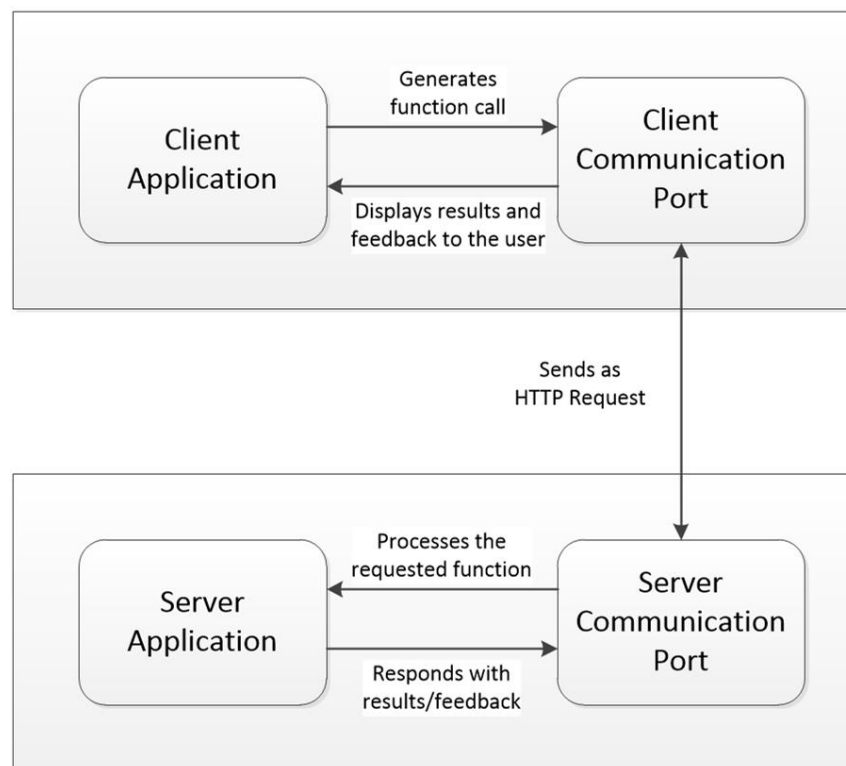 Client
Application
Generates
function call
Displays results and
feedback to the user
Client
Communication
Port
Sends as
HTTP Request
Server
Application
Processes the
requested function
Responds with
results/feedback
Server
Communication
Port